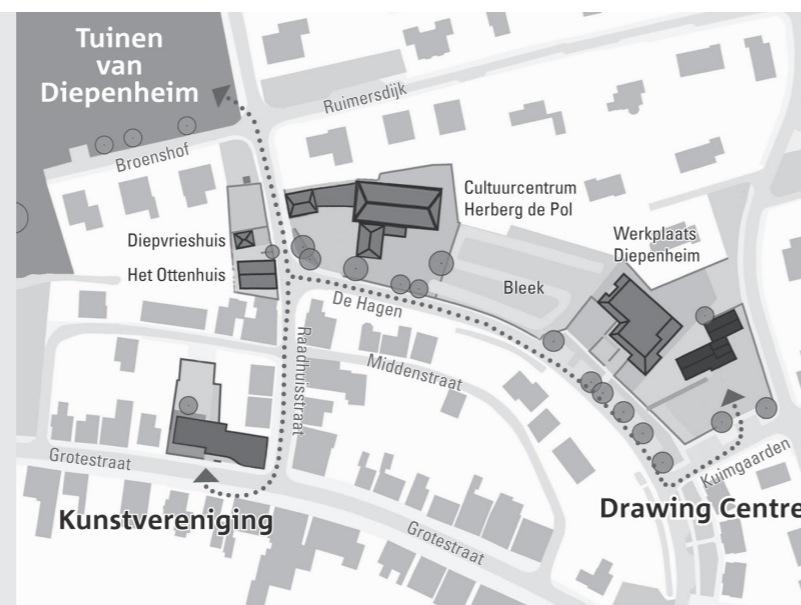 Tuinen
van
Diepenheim
Ruimersdijk
Broenshof
Cultuurcentrum
Herberg de Pol
Werkplaats
Diepenheim
Diepvrieshuis
Het Ottenhuis
Bleek
De Hagen
Raadhuisstraat
Middenstraat
Grotestraat
Kuimgaarden
Kunstvereniging
Drawing Centre
Grotestraat